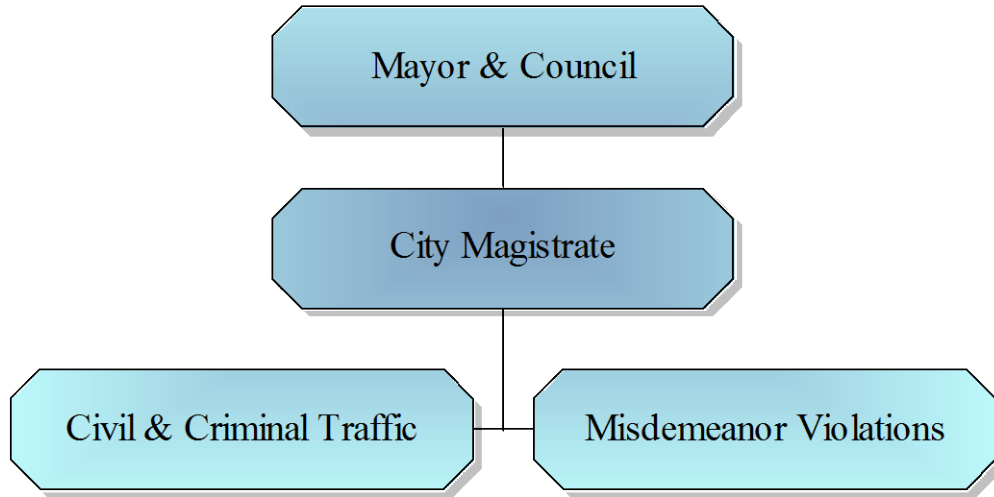 Mayor & Council
City Magistrate
Civil & Criminal Traffic
Misdemeanor Violations